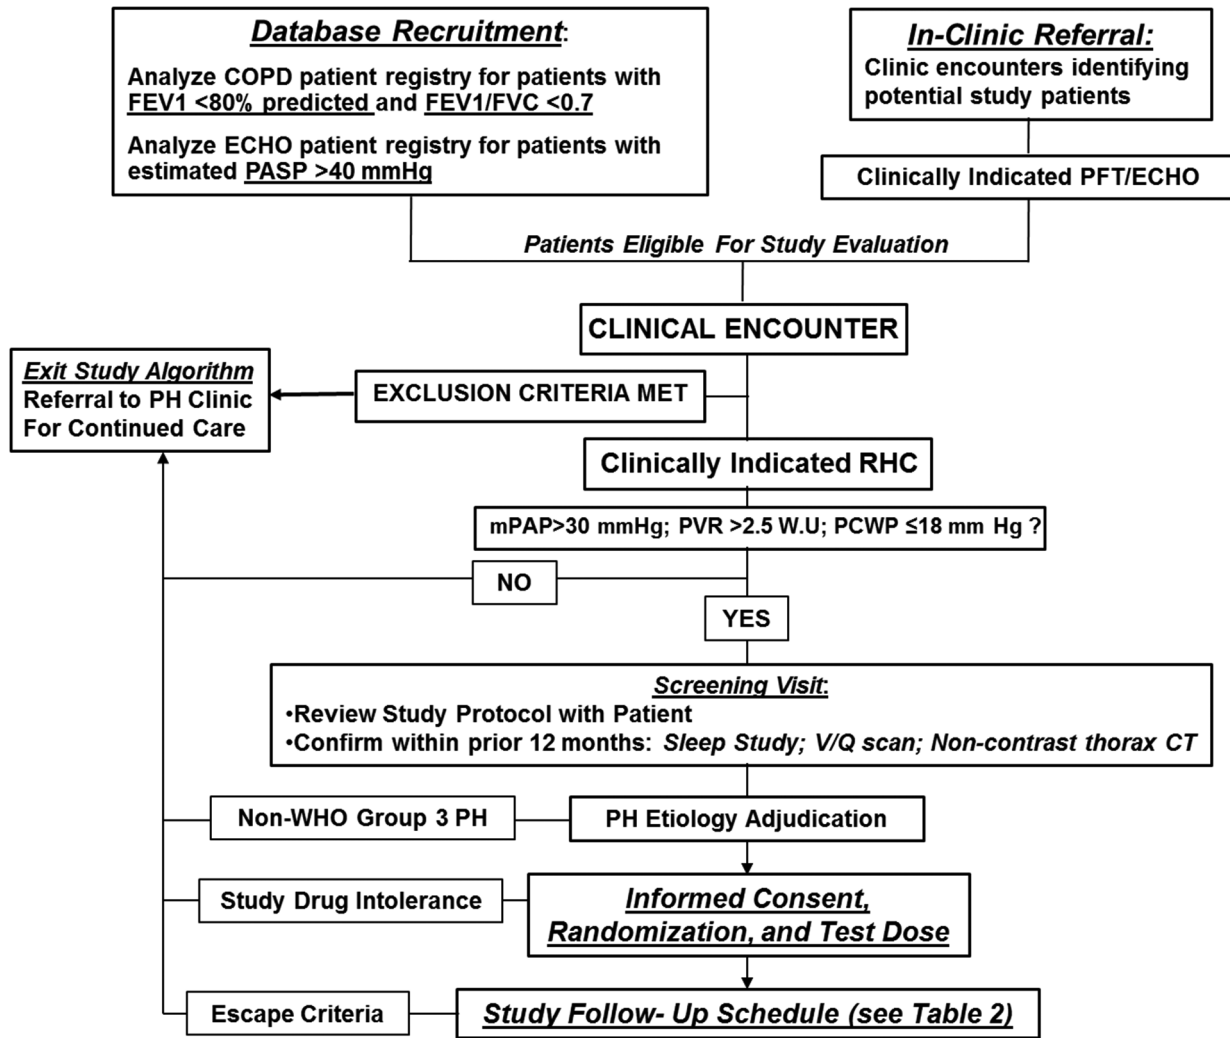 Database Recruitment:
Analyze COPD patient registry for patients with
FEV1 <80% predicted and FEV1/FVC <0.7
Analyze ECHO patient registry for patients with
estimated PASP >40 mmHg
In-Clinic Referral:
Clinic encounters identifying
potential study patients
Clinically Indicated PFT/ECHO
Patients Eligible For Study Evaluation
CLINICAL ENCOUNTER
Exit Study Algorithm
Referral to PH Clinic
For Continued Care
EXCLUSION CRITERIA MET
Clinically Indicated RHC
mPAP>30 mmHg; PVR >2.5 W.U; PCWP ≤18 mm Hg ?
NO
YES
Screening Visit:
•Review Study Protocol with Patient
•Confirm within prior 12 months: Sleep Study; V/Q scan; Non-contrast thorax CT
Non-WHO Group 3 PH
PH Etiology Adjudication
Study Drug Intolerance
Informed Consent,
Randomization, and Test Dose
Escape Criteria
Study Follow- Up Schedule (see Table 2)